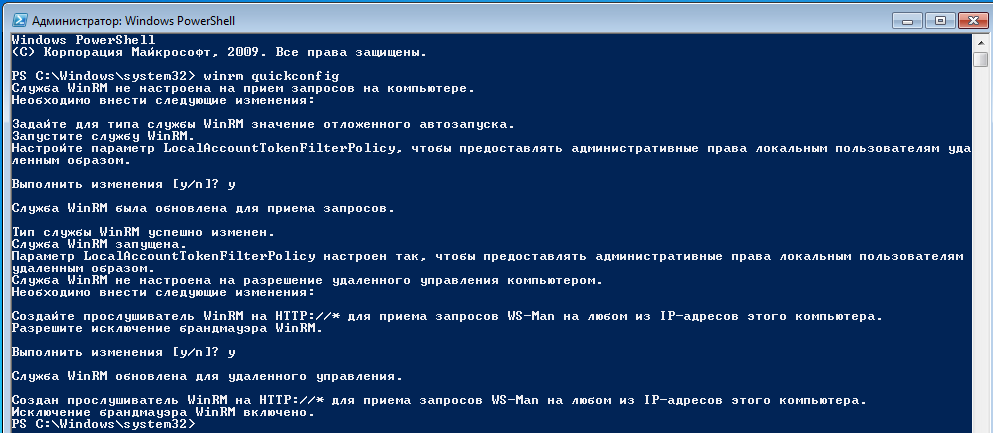 Администратор: Windows PowerShell
Windows PowerShell
(C) Корпорация Майкрософт, 2009. Все права защищены.
PS C:\Windows\system32> winrm quickconfig
Служба WinRM не настроена на прием запросов на компьютере.
Необходимо внести следующие изменения:
Задайте для типа службы WinRM значение отложенного автозапуска.
Запустите службу WinRM.
Настройте параметр LocalAccountTokenFilterPolicy, чтобы предоставлять административные права локальным пользователям уда
ленным образом.
Выполнить изменения [y/n]? y
Служба WinRM была обновлена для приема запросов.
Тип службы WinRM успешно изменен.
Служба WinRM запущена.
Параметр LocalAccountTokenFilterPolicy настроен так, чтобы предоставлять административные права локальным пользователям
удаленным образом.
Служба WinRM не настроена на разрешение удаленного управления компьютером.
Необходимо внести следующие изменения:
Создайте прослушиватель WinRM на HTTP://* для приема запросов WS-Man на любом из IP-адресов этого компьютера.
Разрешите исключение брандмауэра WinRM.
Выполнить изменения [y/n]? y
Служба WinRM обновлена для удаленного управления.
Создан прослушиватель WinRM на HTTP://* для приема запросов WS-Man на любом из IP-адресов этого компьютера.
Исключение брандмауэра WinRM включено.
PS C:\Windows\system32>